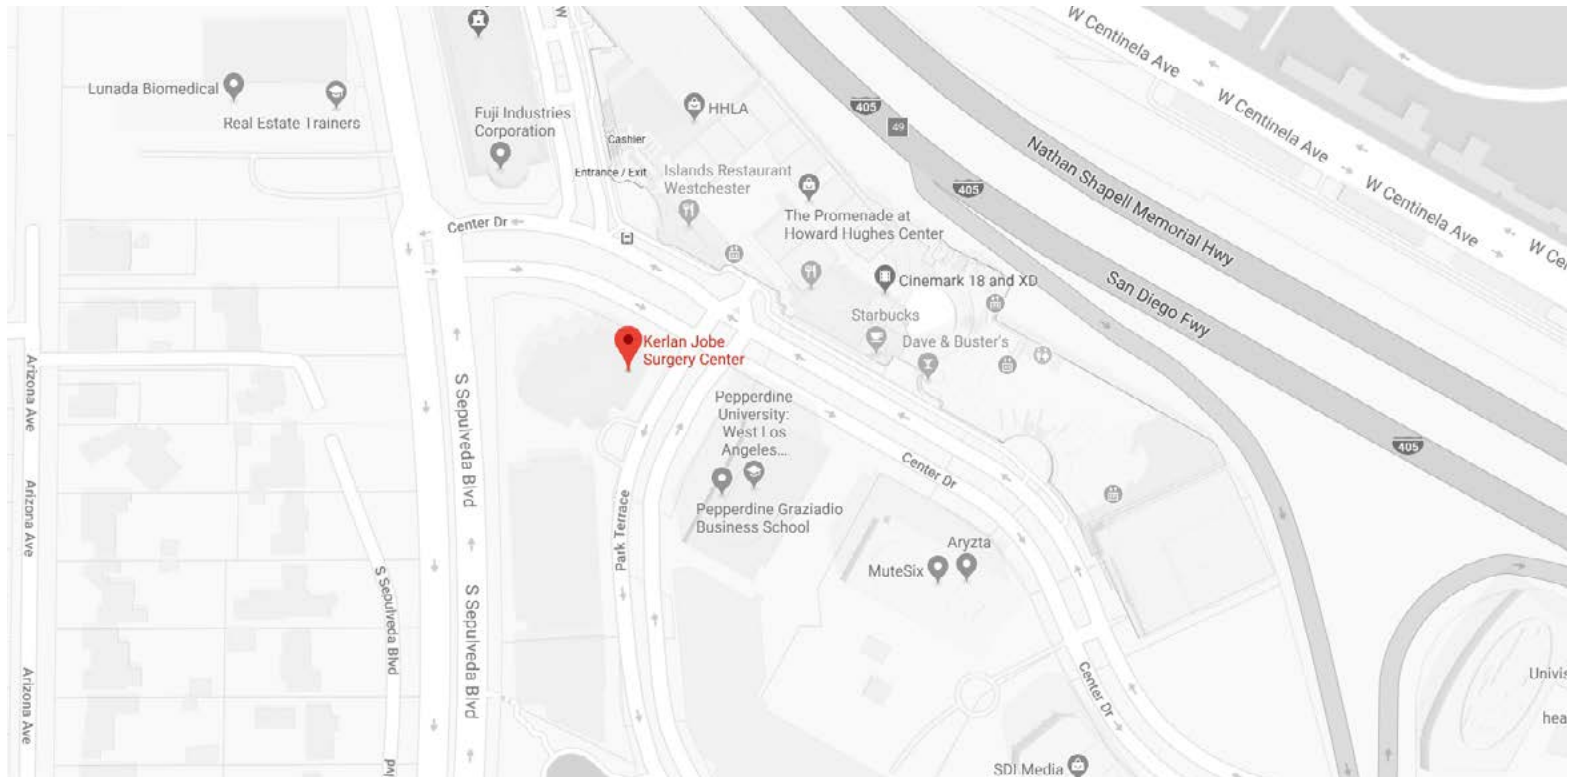 W Centinela Ave
W Centinela Ave
W Centinela Ave
W Centinela Ave
W
Lunada Biomedical
Real Estate Trainers
Fuji Industries
Corporation
HHLA
Cashier
Entrance / Exit
Islands Restaurant
Westchester
405
49
405
Nathan Shapell Memorial Hwy
San Diego Fwy
405
The Promenade at
Howard Hughes Center
Center Dr
Cinemark 18 and XD
Starbucks
Dave & Buster's
Kerlan Jobe
Surgery Center
Pepperdine
University:
West Los
Angeles...
Pepperdine Graziadio
Business School
Center Dr
Arizona Ave
Arizona Ave
Arizona Ave
S Sepulveda Blvd
S Sepulveda Blvd
S Sepulveda Blvd
Park Terrace
Aryzta
MuteSix
Center Dr
SDI Media
W
Univis
hea